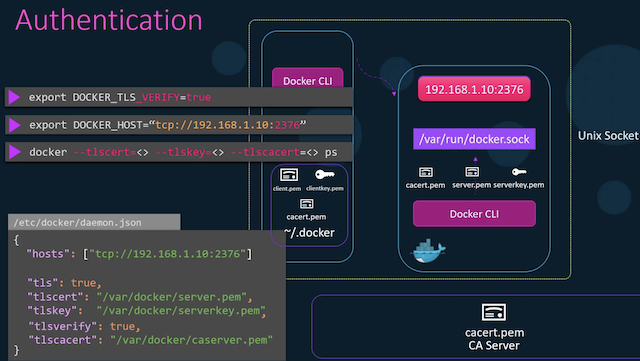 Authentication
Docker CLI
export DOCKER_TLS_VERIFY=true
export DOCKER_HOST=“tcp://192.168.1.10:2376”
docker --tlscert=<> --tlskey=<> --tlscacert=<> ps
client.pem
clientkey.pem
cacert.pem
~/.docker
192.168.1.10:2376
/var/run/docker.sock
cacert.pem
server.pem
serverkey.pem
Docker CLI
Unix Socket
/etc/docker/daemon.json
{
"hosts": ["tcp://192.168.1.10:2376"]
"tls": true,
"tlscert": "/var/docker/server.pem",
"tlskey": "/var/docker/serverkey.pem",
"tlsverify": true,
"tlscacert": "/var/docker/caserver.pem"
}
cacert.pem
CA Server